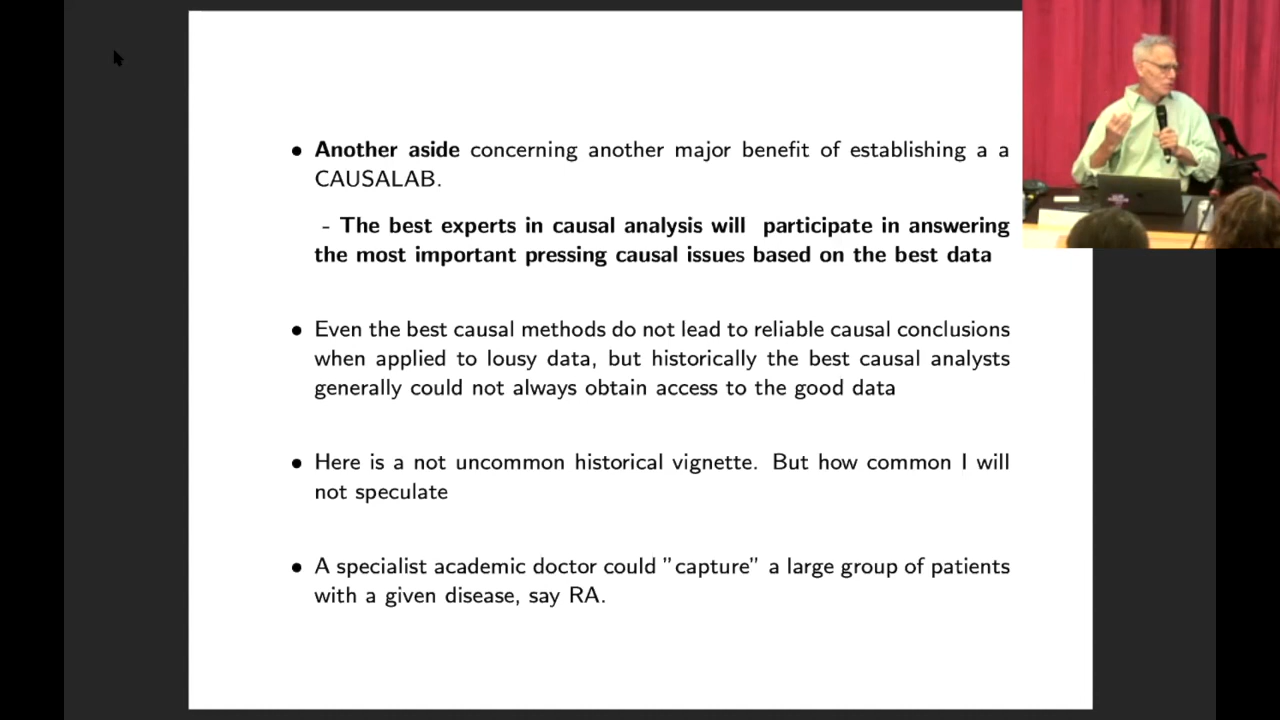 • Another aside concerning another major benefit of establishing a a
CAUSALAB.
- The best experts in causal analysis will participate in answering
the most important pressing causal issues based on the best data
• Even the best causal methods do not lead to reliable causal conclusions
when applied to lousy data, but historically the best causal analysts
generally could not always obtain access to the good data
• Here is a not uncommon historical vignette. But how common I will
not speculate
• A specialist academic doctor could "capture" a large group of patients
with a given disease, say RA.